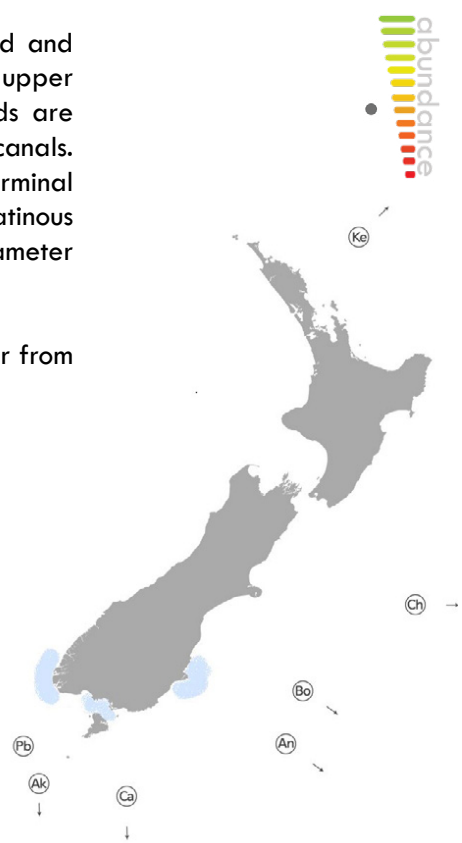 d and
upper
ds are
canals.
rminal
atinous
ameter
r from
abundance
Ke
Ch
Bo
An
Pb
Ak
Ca